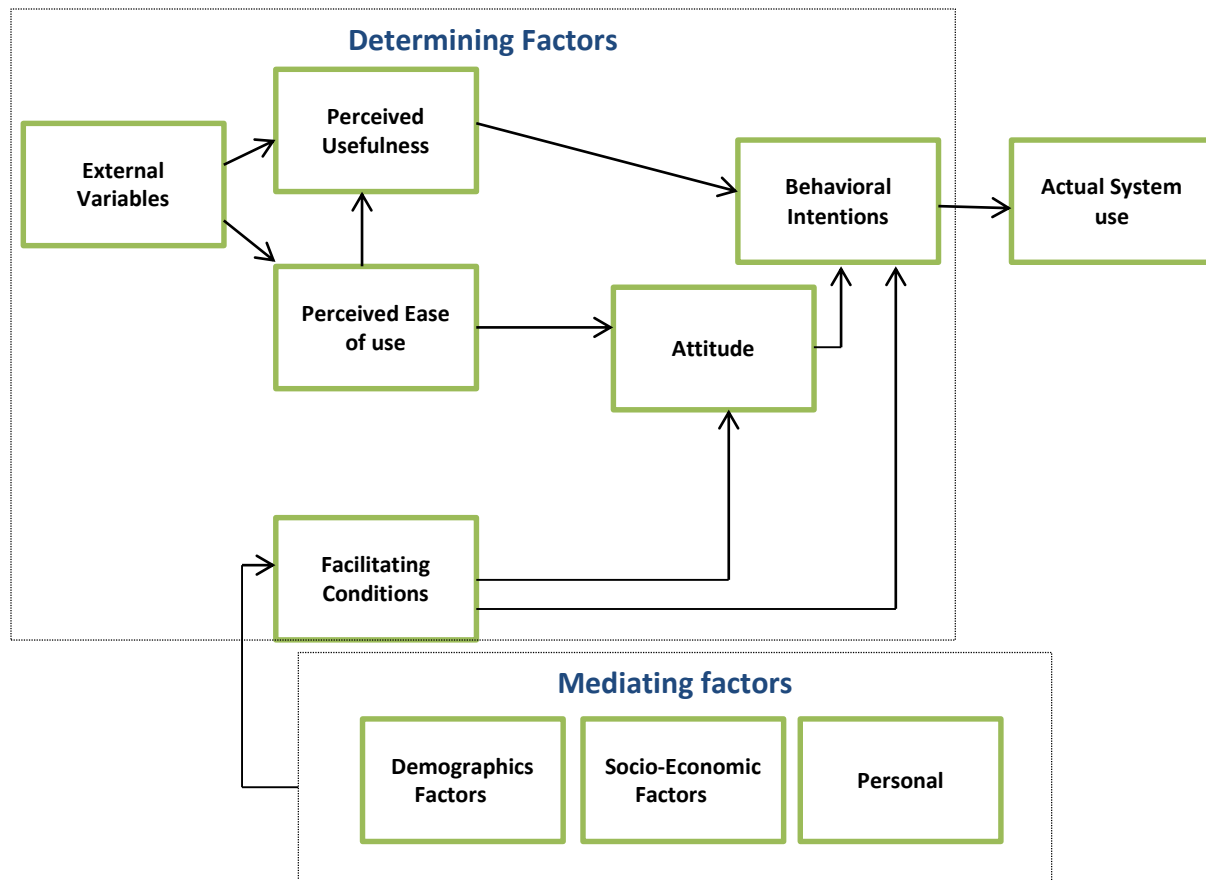 Determining Factors
Perceived
Usefulness
External
Variables
Behavioral
Intentions
Actual System
use
Perceived Ease
of use
Attitude
Facilitating
Conditions
Mediating factors
Demographics
Factors
Socio-Economic
Factors
Personal